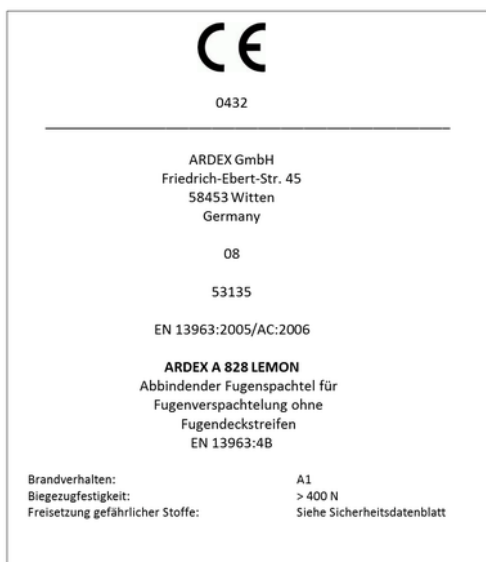 CE
0432
ARDEX GmbH
Friedrich-Ebert-Str. 45
58453 Witten
Germany
08
53135
EN 13963:2005/AC:2006
ARDEX A 828 LEMON
Abbindender Fugenspachtel für
Fugenverspachtelung ohne
Fugendeckstreifen
EN 13963:4B
Brandverhalten: A1
Biegezugfestigkeit: > 400 N
Freisetzung gefährlicher Stoffe: Siehe Sicherheitsdatenblatt